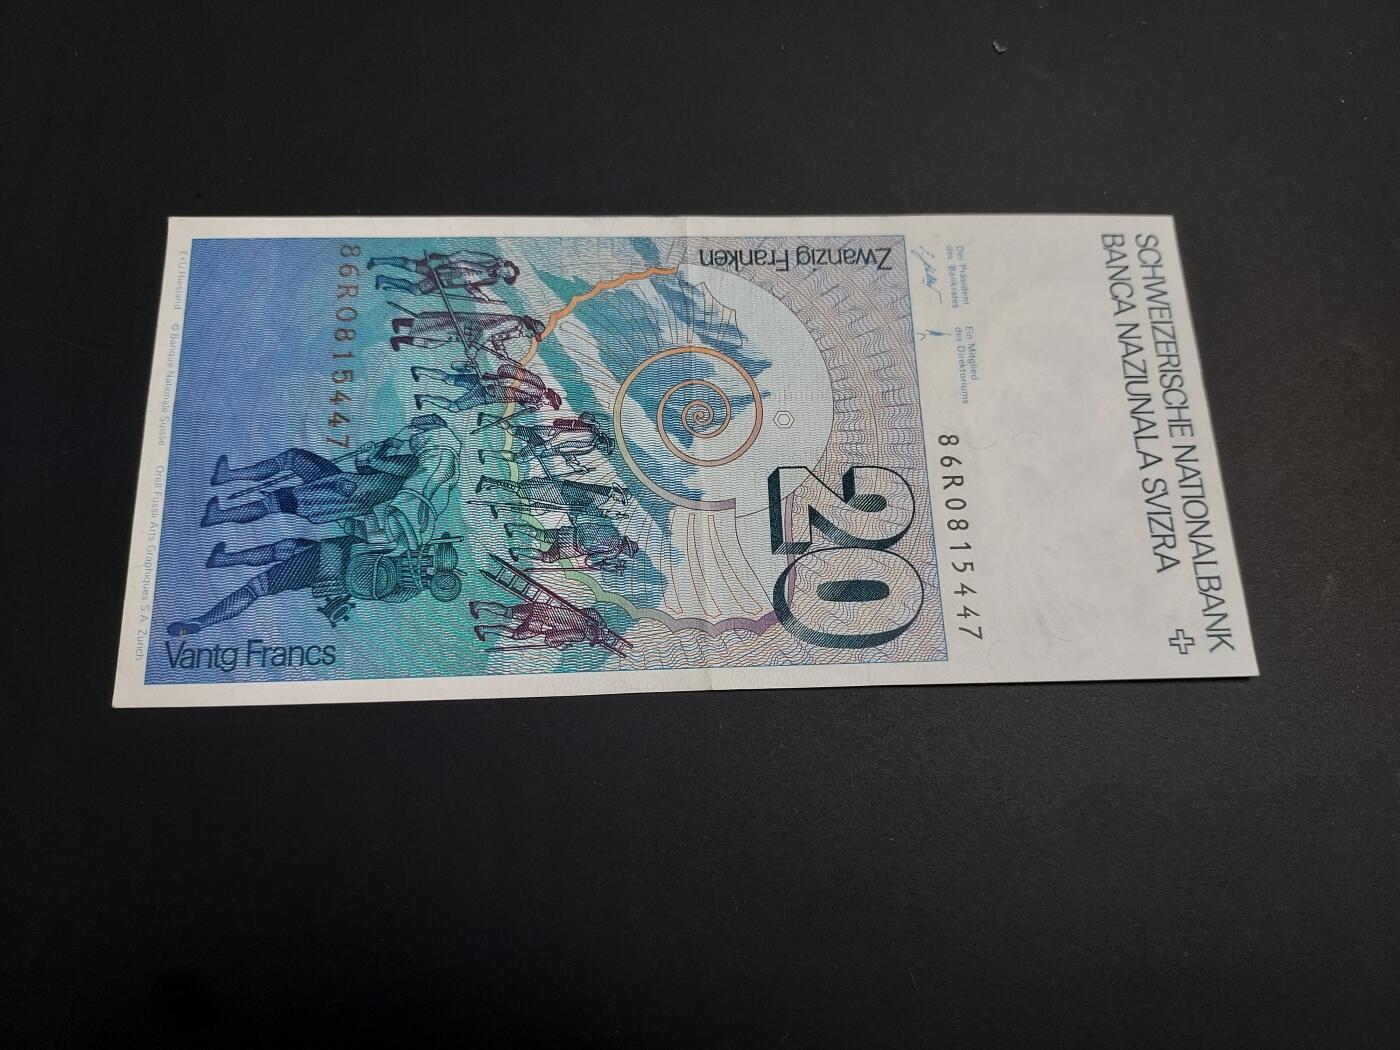 SCHWEIZERISCHE NATIONALBANK
BANCA NAZIUNALA SVIZRA
Der Präsident
des Bankrates
Ein Mitglied
des Direktoriums
86R0815447
20
Zwanzig Franken
86R0815447
Vantg Francs
E+U Hiestand © Banque Nationale Suisse Orell Füssli Arts Graphiques S.A. Zurich